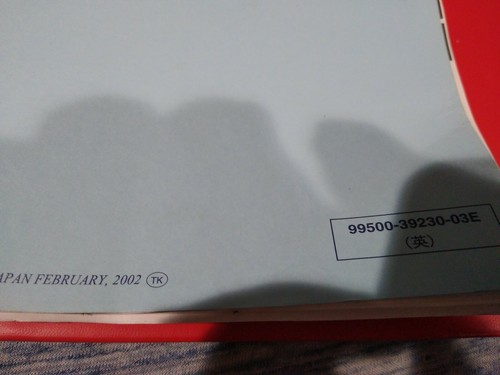 99500-39230-03E
(英)
APAN FEBRUARY, 2002 TK